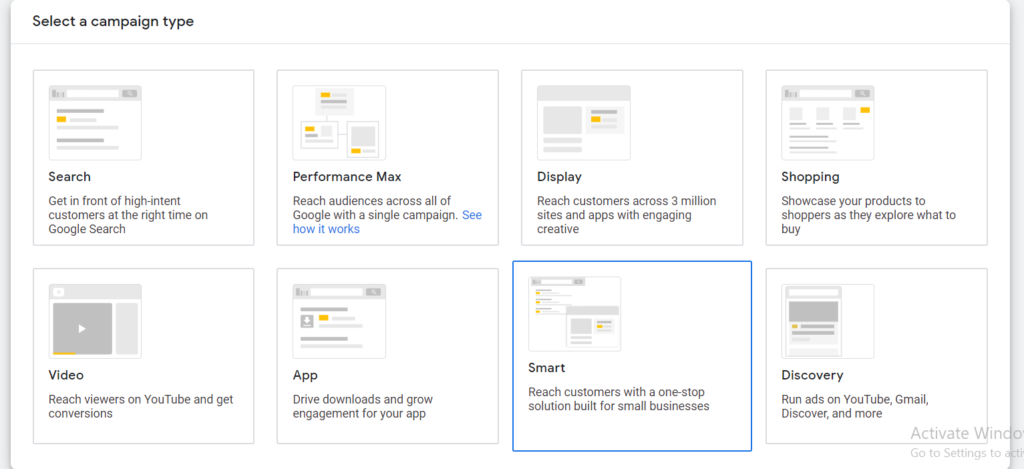 Select a campaign type
Search
Get in front of high-intent
customers at the right time on
Google Search
Performance Max
Reach audiences across all of
Google with a single campaign. See
how it works
Display
Reach customers across 3 million
sites and apps with engaging
creative
Shopping
Showcase your products to
shoppers as they explore what to
buy
Video
Reach viewers on YouTube and get
conversions
App
Drive downloads and grow
engagement for your app
Smart
Reach customers with a one-stop
solution built for small businesses
Discovery
Run ads on YouTube, Gmail,
Discover, and more
Activate Windo
Go to Settings to acti